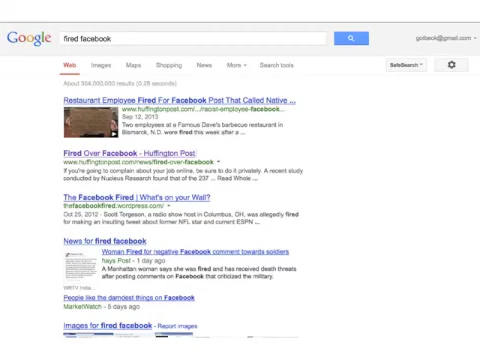 Google
fired facebook
golbeck@gmail.com
Web Images Maps Shopping News More Search tools
SafeSearch
About 304,000,000 results (0.25 seconds)
Restaurant Employee Fired For Facebook Post That Called Native ...
www.huffingtonpost.com/.../racist-employee-facebook...
Sep 12, 2013
Two employees at a Famous Dave's barbecue restaurant in
Bismarck, N.D. were fired this week after a ...
Fired Over Facebook - Huffington Post
www.huffingtonpost.com/news/fired-over-facebook
If you're going to complain about your job online, be sure to do it privately. A recent study
conducted by Nucleus Research found that of the 237 ... Read Whole ...
The Facebook Fired | What's on your Wall?
thefacebookfired.wordpress.com/
Oct 25, 2012 - Scott Torgeson, a radio show host in Columbus, OH, was allegedly fired
for making an insulting tweet about former NFL star and current ESPN ...
News for fired facebook
Woman Fired for negative Facebook comment towards soldiers
hays Post - 1 day ago
A Manhattan woman says she was fired and has received death threats
after posting comments on Facebook that criticized the military.
WRTV India...
People like the darndest things on Facebook
MarketWatch - 5 days ago
Images for fired facebook - Report images